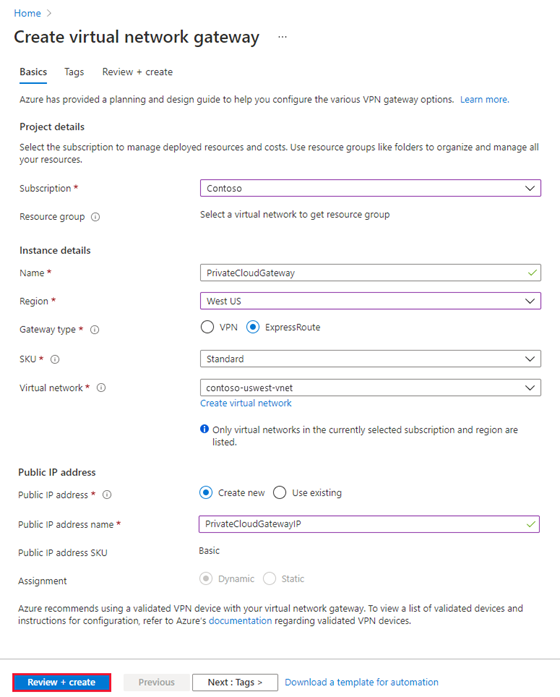 Home >
Create virtual network gateway ...
Basics Tags Review + create
Azure has provided a planning and design guide to help you configure the various VPN gateway options. Learn more.
Project details
Select the subscription to manage deployed resources and costs. Use resource groups like folders to organize and manage all
your resources.
Subscription * Contoso
Resource group Select a virtual network to get resource group
Instance details
Name * PrivateCloudGateway
Region * West US
Gateway type * VPN ExpressRoute
SKU * Standard
Virtual network * contoso-uswest-vnet
Create virtual network
Only virtual networks in the currently selected subscription and region are
listed.
Public IP address
Public IP address * Create new Use existing
Public IP address name * PrivateCloudGatewayIP
Public IP address SKU Basic
Assignment Dynamic Static
Azure recommends using a validated VPN device with your virtual network gateway. To view a list of validated devices and
instructions for configuration, refer to Azure's documentation regarding validated VPN devices.
Review + create Previous Next : Tags > Download a template for automation